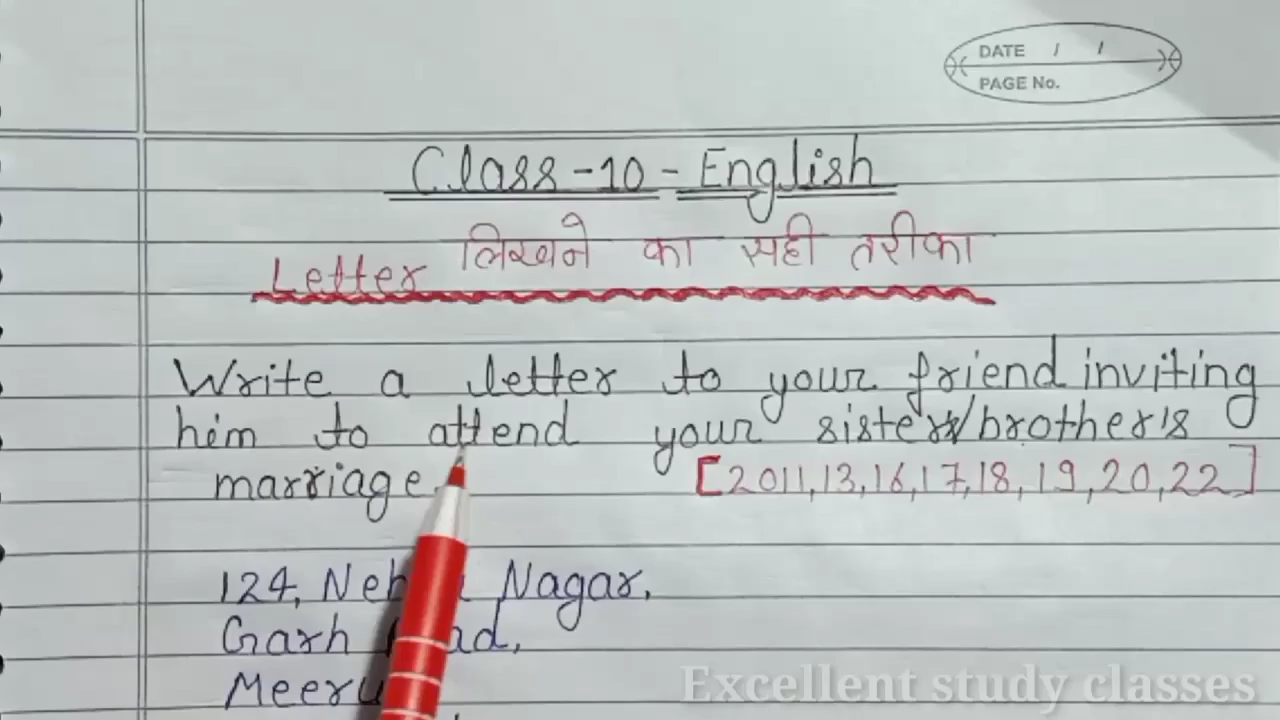 DATE / /
PAGE No.
Class-10-English
Letter लिखने का सही तरीका
Write a letter to your friend inviting
him to attend your sister's/brother's
marriage. [2011,13,16,17,18,19,20,22]
124, Nagar,
Garh
Excellent study classes